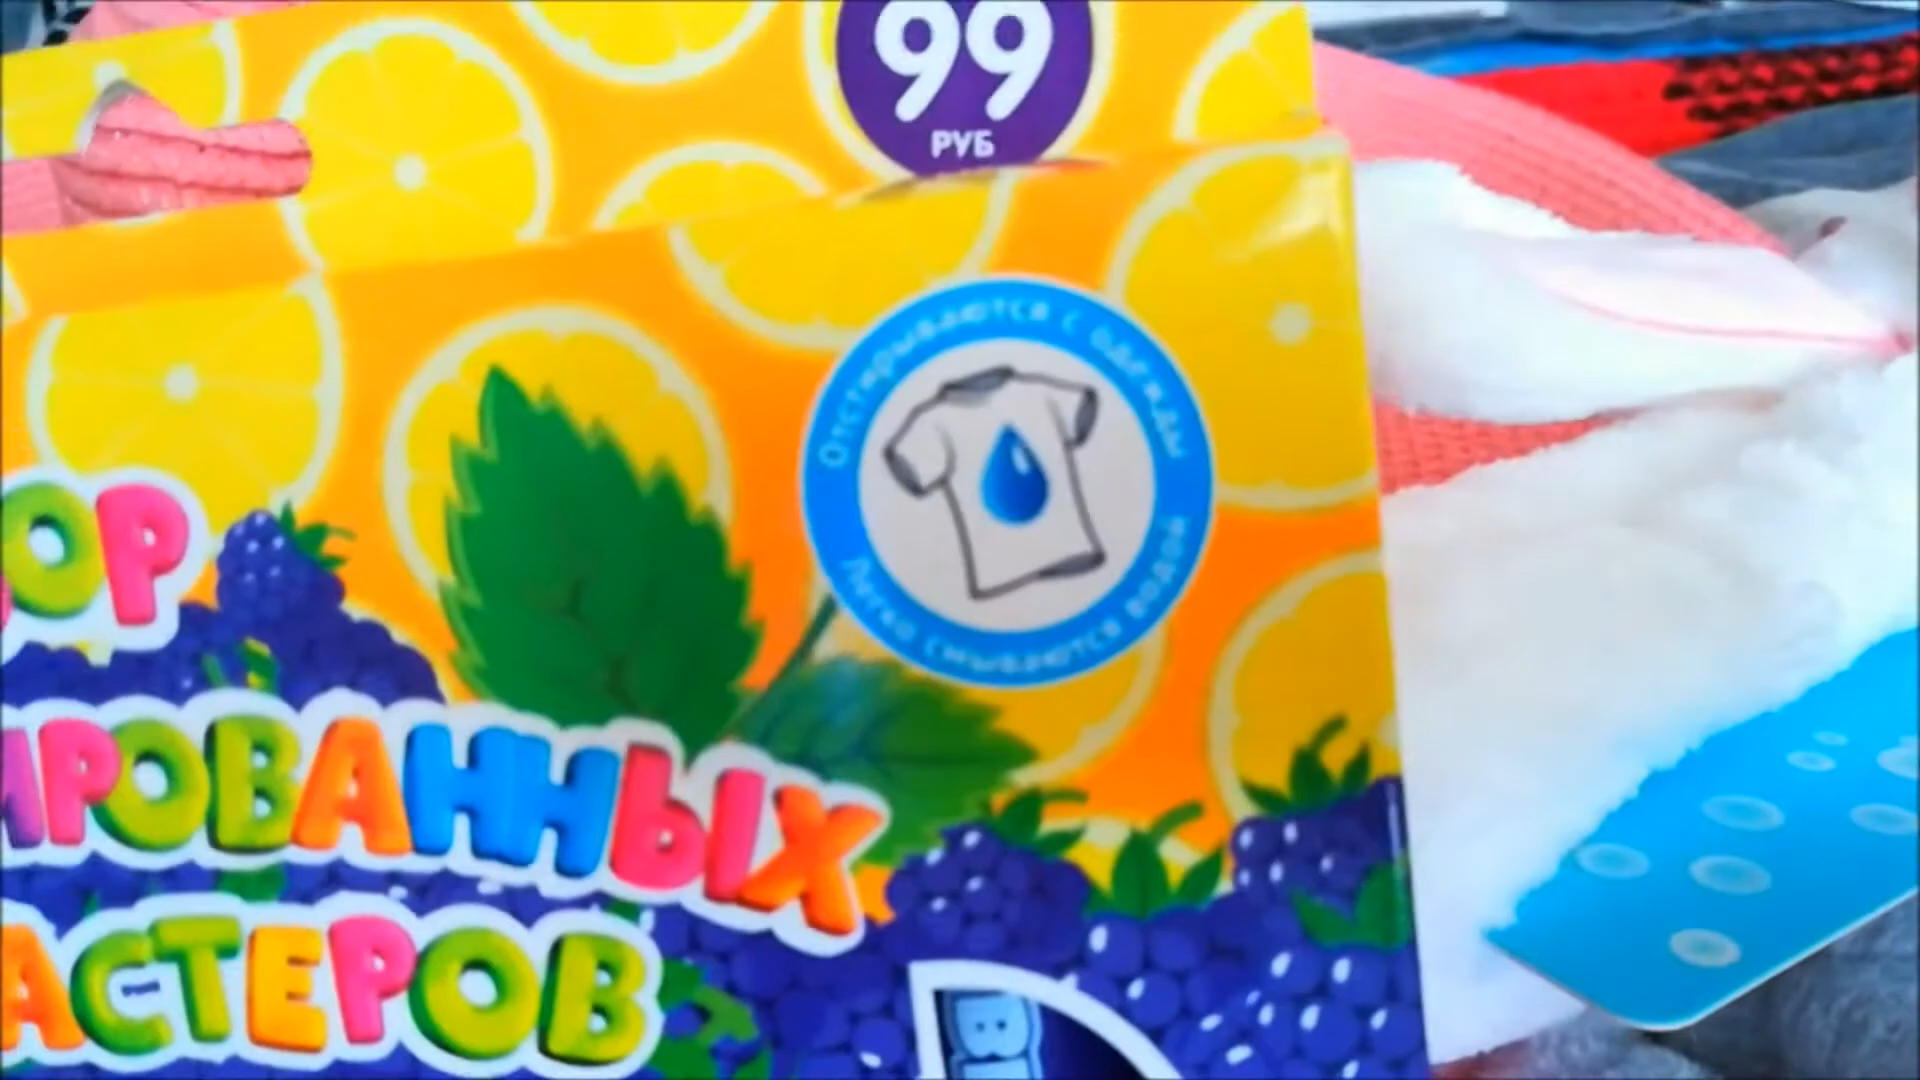 99
РУБ
Отстирываются с одежды
Легко смываются водой
ОР
ИРОВАННЫХ
АСТЕРОВ